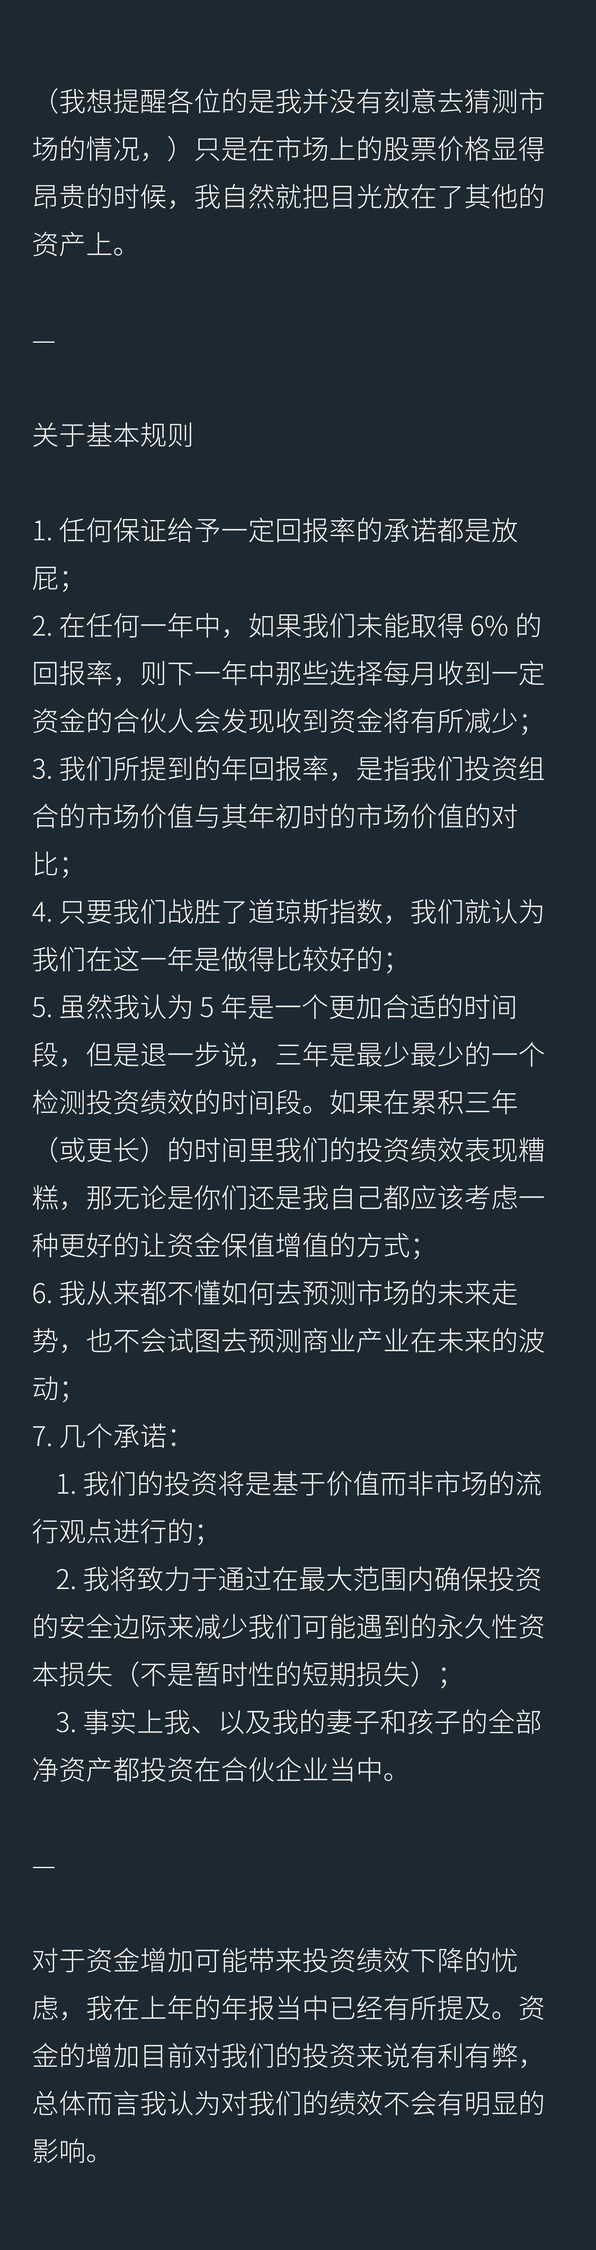 （我想提醒各位的是我并没有刻意去猜测市
场的情况，）只是在市场上的股票价格显得
昂贵的时候，我自然就把目光放在了其他的
资产上。
—
关于基本规则
1. 任何保证给予一定回报率的承诺都是放
屁；
2. 在任何一年中，如果我们未能取得 6% 的
回报率，则下一年中那些选择每月收到一定
资金的合伙人会发现收到资金将有所减少；
3. 我们所提到的年回报率，是指我们投资组
合的市场价值与其年初时的市场价值的对
比；
4. 只要我们战胜了道琼斯指数，我们就认为
我们在这一年是做得比较好的；
5. 虽然我认为 5 年是一个更加合适的时间
段，但是退一步说，三年是最少最少的一个
检测投资绩效的时间段。如果在累积三年
（或更长）的时间里我们的投资绩效表现糟
糕，那无论是你们还是我自己都应该考虑一
种更好的让资金保值增值的方式；
6. 我从来都不懂如何去预测市场的未来走
势，也不会试图去预测商业产业在未来的波
动；
7. 几个承诺：
1. 我们的投资将是基于价值而非市场的流
行观点进行的；
2. 我将致力于通过在最大范围内确保投资
的安全边际来减少我们可能遇到的永久性资
本损失（不是暂时性的短期损失）；
3. 事实上我、以及我的妻子和孩子的全部
净资产都投资在合伙企业当中。
—
对于资金增加可能带来投资绩效下降的忧
虑，我在上年的年报当中已经有所提及。资
金的增加目前对我们的投资来说有利有弊，
总体而言我认为对我们的绩效不会有明显的
影响。